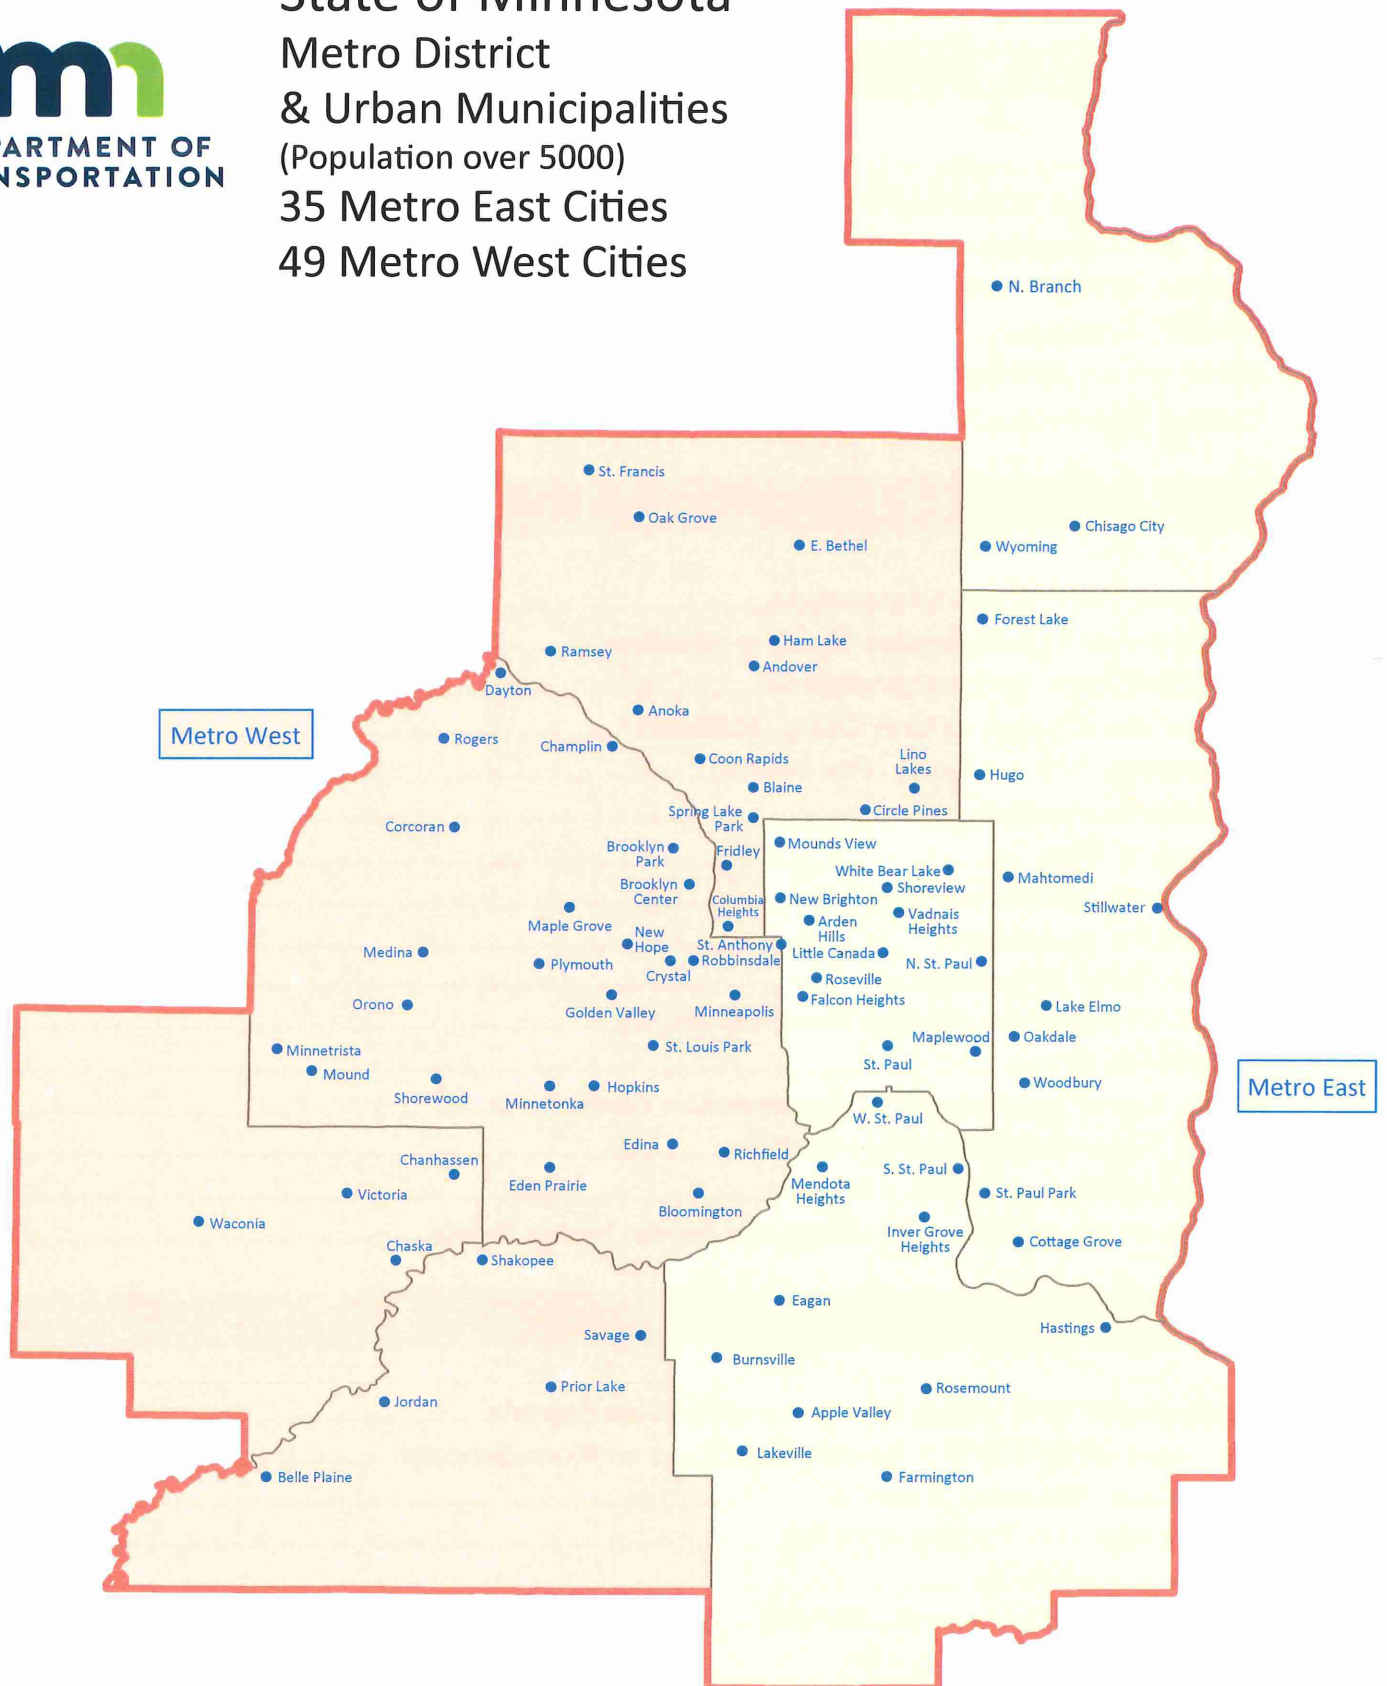 State of Minnesota
Metro District
& Urban Municipalities
(Population over 5000)
35 Metro East Cities
49 Metro West Cities
PARTMENT OF
NSPORTATION
N. Branch
St. Francis
Oak Grove
E. Bethel
Chisago City
Wyoming
Forest Lake
Ham Lake
Ramsey
Andover
Dayton
Anoka
Metro West
Rogers
Champlin
Coon Rapids
Lino
Lakes
Hugo
Blaine
Spring Lake
Park
Circle Pines
Corcoran
Brooklyn
Park
Fridley
Mounds View
White Bear Lake
Mahtomedi
Brooklyn
Center
Shoreview
New Brighton
Columbia
Heights
Stillwater
Vadnais
Heights
Arden
Hills
Maple Grove
New
Hope
St. Anthony
Medina
Little Canada
Plymouth
Robbinsdale
N. St. Paul
Crystal
Roseville
Falcon Heights
Orono
Golden Valley
Minneapolis
Lake Elmo
Maplewood
Oakdale
Minnetrista
St. Louis Park
St. Paul
Mound
Woodbury
Metro East
Shorewood
Minnetonka
Hopkins
W. St. Paul
Edina
Richfield
Chanhassen
S. St. Paul
Eden Prairie
Mendota
Heights
Victoria
St. Paul Park
Bloomington
Waconia
Inver Grove
Heights
Cottage Grove
Chaska
Shakopee
Eagan
Savage
Hastings
Burnsville
Prior Lake
Rosemount
Jordan
Apple Valley
Lakeville
Belle Plaine
Farmington